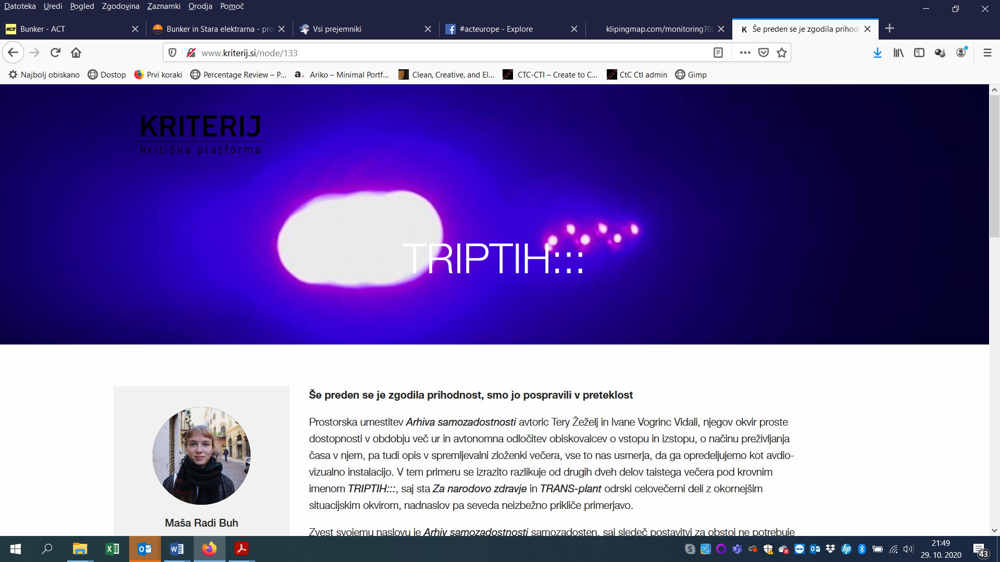 Datoteka Uredi Pogled Zgodovina Zaznamki Orodja Pomoč
Bunker - ACT
Bunker in Stara elektrarna - pro
Vsi prejemniki
#acteurope - Explore
klipingmap.com/monitoring?0&
Še preden se je zgodila prihodn
www.kriterij.si/node/133
Najbolj obiskano Dostop Prvi koraki Percentage Review – P... Ariko – Minimal Portf... Clean, Creative, and El... CTC-CTI – Create to C... CtC CtI admin Gimp
KRITERIJ
kritiška platforma
TRIPTIH:::
Še preden se je zgodila prihodnost, smo jo pospravili v preteklost
Prostorska umestitev Arhiva samozadostnosti avtoric Tery Žeželj in Ivane Vogrinc Vidali, njegov okvir proste
dostopnosti v obdobju več ur in avtonomna odločitev obiskovalcev o vstopu in izstopu, o načinu preživljanja
časa v njem, pa tudi opis v spremljevalni zloženki večera, vse to nas usmerja, da ga opredeljujemo kot avdio-
vizualno instalacijo. V tem primeru se izrazito razlikuje od drugih dveh delov taistega večera pod krovnim
imenom TRIPTIH:::, saj sta Za narodovo zdravje in TRANS-plant odrski celovečerni deli z okornejšim
situacijskim okvirom, nadnaslov pa seveda neizbežno prikliče primerjavo.
Maša Radi Buh
Zvest svojemu naslovu je Arhiv samozadostnosti samozadosten, saj sledeč postavitvi za obstoj ne potrebuje
21:49
29. 10. 2020
43